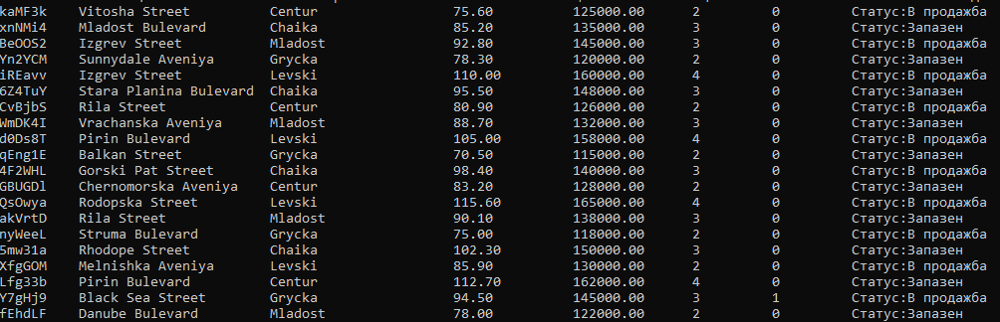 kaMF3k Vitosha Street Centur 75.60 125000.00 2 0 Статус:В продажба
xnNMi4 Mladost Bulevard Chaika 85.20 135000.00 3 0 Статус:Запазен
BeOOS2 Izgrev Street Mladost 92.80 145000.00 3 0 Статус:В продажба
Yn2YCM Sunnydale Aveniya Grycka 78.30 120000.00 2 0 Статус:Запазен
iREavv Izgrev Street Levski 110.00 160000.00 4 0 Статус:В продажба
6Z4TuY Stara Planina Bulevard Chaika 95.50 148000.00 3 0 Статус:Запазен
CvBjbS Rila Street Centur 80.90 126000.00 2 0 Статус:В продажба
WmDK4I Vrachanska Aveniya Mladost 88.70 132000.00 3 0 Статус:Запазен
d0Ds8T Pirin Bulevard Levski 105.00 158000.00 4 0 Статус:В продажба
qEng1E Balkan Street Grycka 70.50 115000.00 2 0 Статус:Запазен
4F2WHL Gorski Pat Street Chaika 98.40 140000.00 3 0 Статус:В продажба
GBUGDl Chernomorska Aveniya Centur 83.20 128000.00 2 0 Статус:Запазен
QsOwya Rodopska Street Levski 115.60 165000.00 4 0 Статус:В продажба
akVrtD Rila Street Mladost 90.10 138000.00 3 0 Статус:Запазен
nyWeeL Struma Bulevard Grycka 75.00 118000.00 2 0 Статус:В продажба
5mw31a Rhodope Street Chaika 102.30 150000.00 3 0 Статус:Запазен
XfgGOM Melnishka Aveniya Levski 85.90 130000.00 2 0 Статус:В продажба
Lfg33b Pirin Bulevard Centur 112.70 162000.00 4 0 Статус:Запазен
Y7gHj9 Black Sea Street Grycka 94.50 145000.00 3 1 Статус:В продажба
fEhdLF Danube Bulevard Mladost 78.00 122000.00 2 0 Статус:Запазен